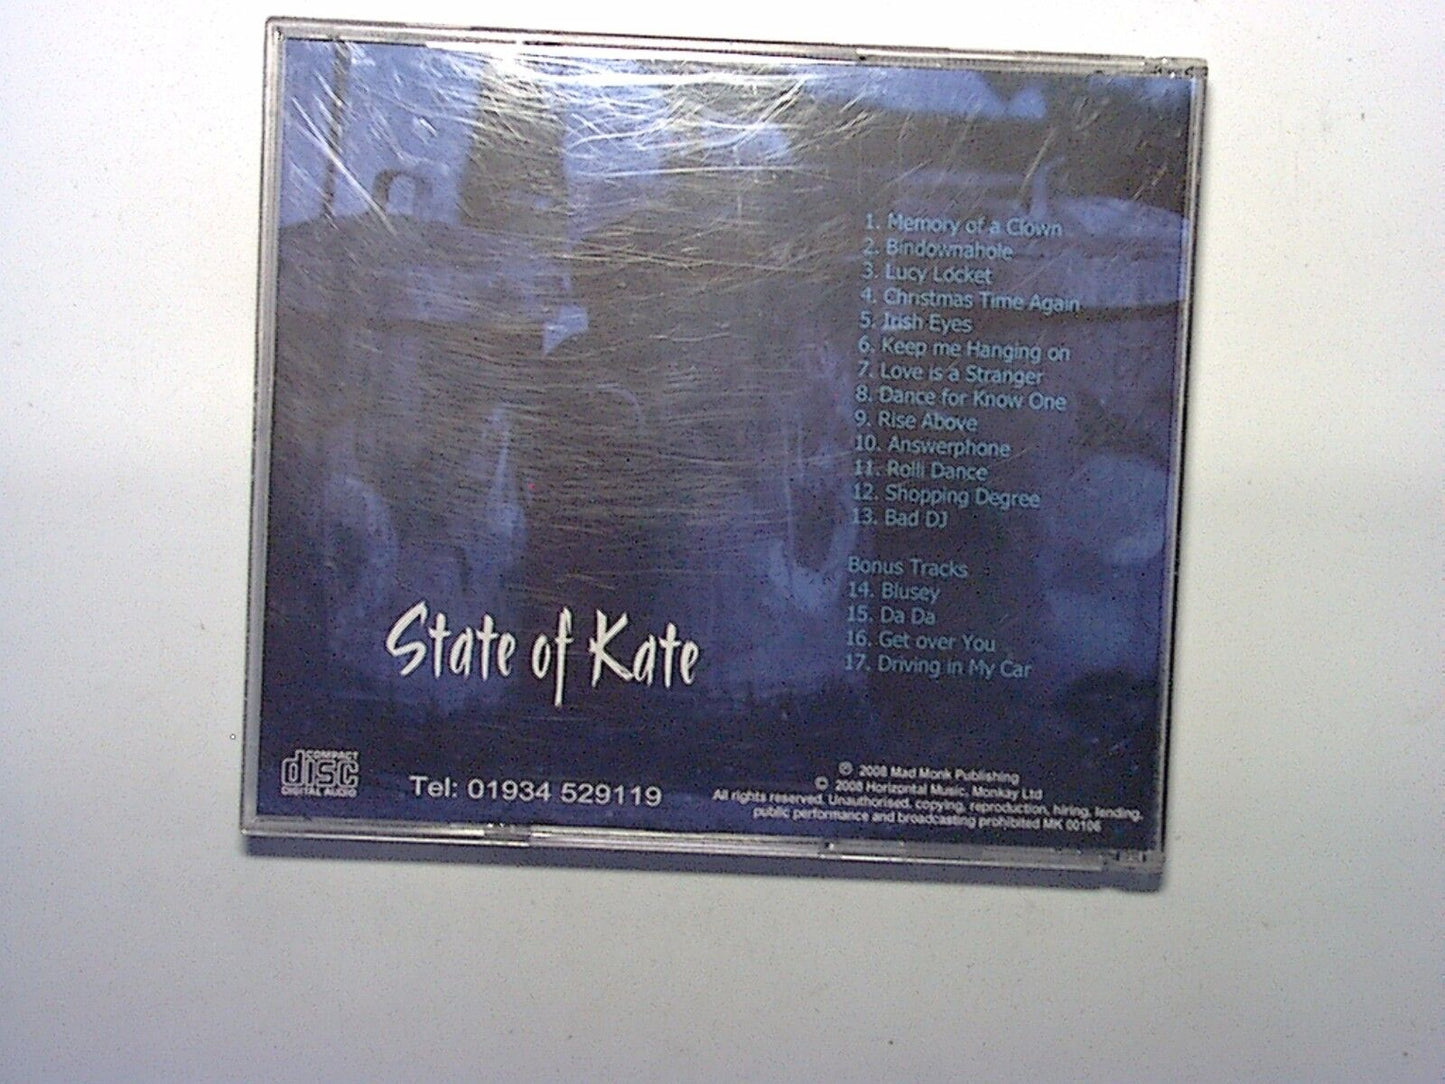 1. Memory of a Clown
2. Bindownahole
3. Lucy Locket
4. Christmas Time Again
5. Irish Eyes
6. Keep me Hanging on
7. Love is a Stranger
8. Dance for Know One
9. Rise Above
10. Answerphone
11. Rolli Dance
12. Shopping Degree
13. Bad DJ
Bonus Tracks
14. Blusey
15. Da Da
16. Get over You
17. Driving in My Car
State of Kate
COMPACT
disc
DIGITAL AUDIO
Tel: 01934 529119
℗ 2008 Mad Monk Publishing
© 2008 Horizontal Music. Monkay Ltd
All rights reserved. Unauthorised. copying, reproduction, hiring, lending,
public performance and broadcasting prohibited MK 00106